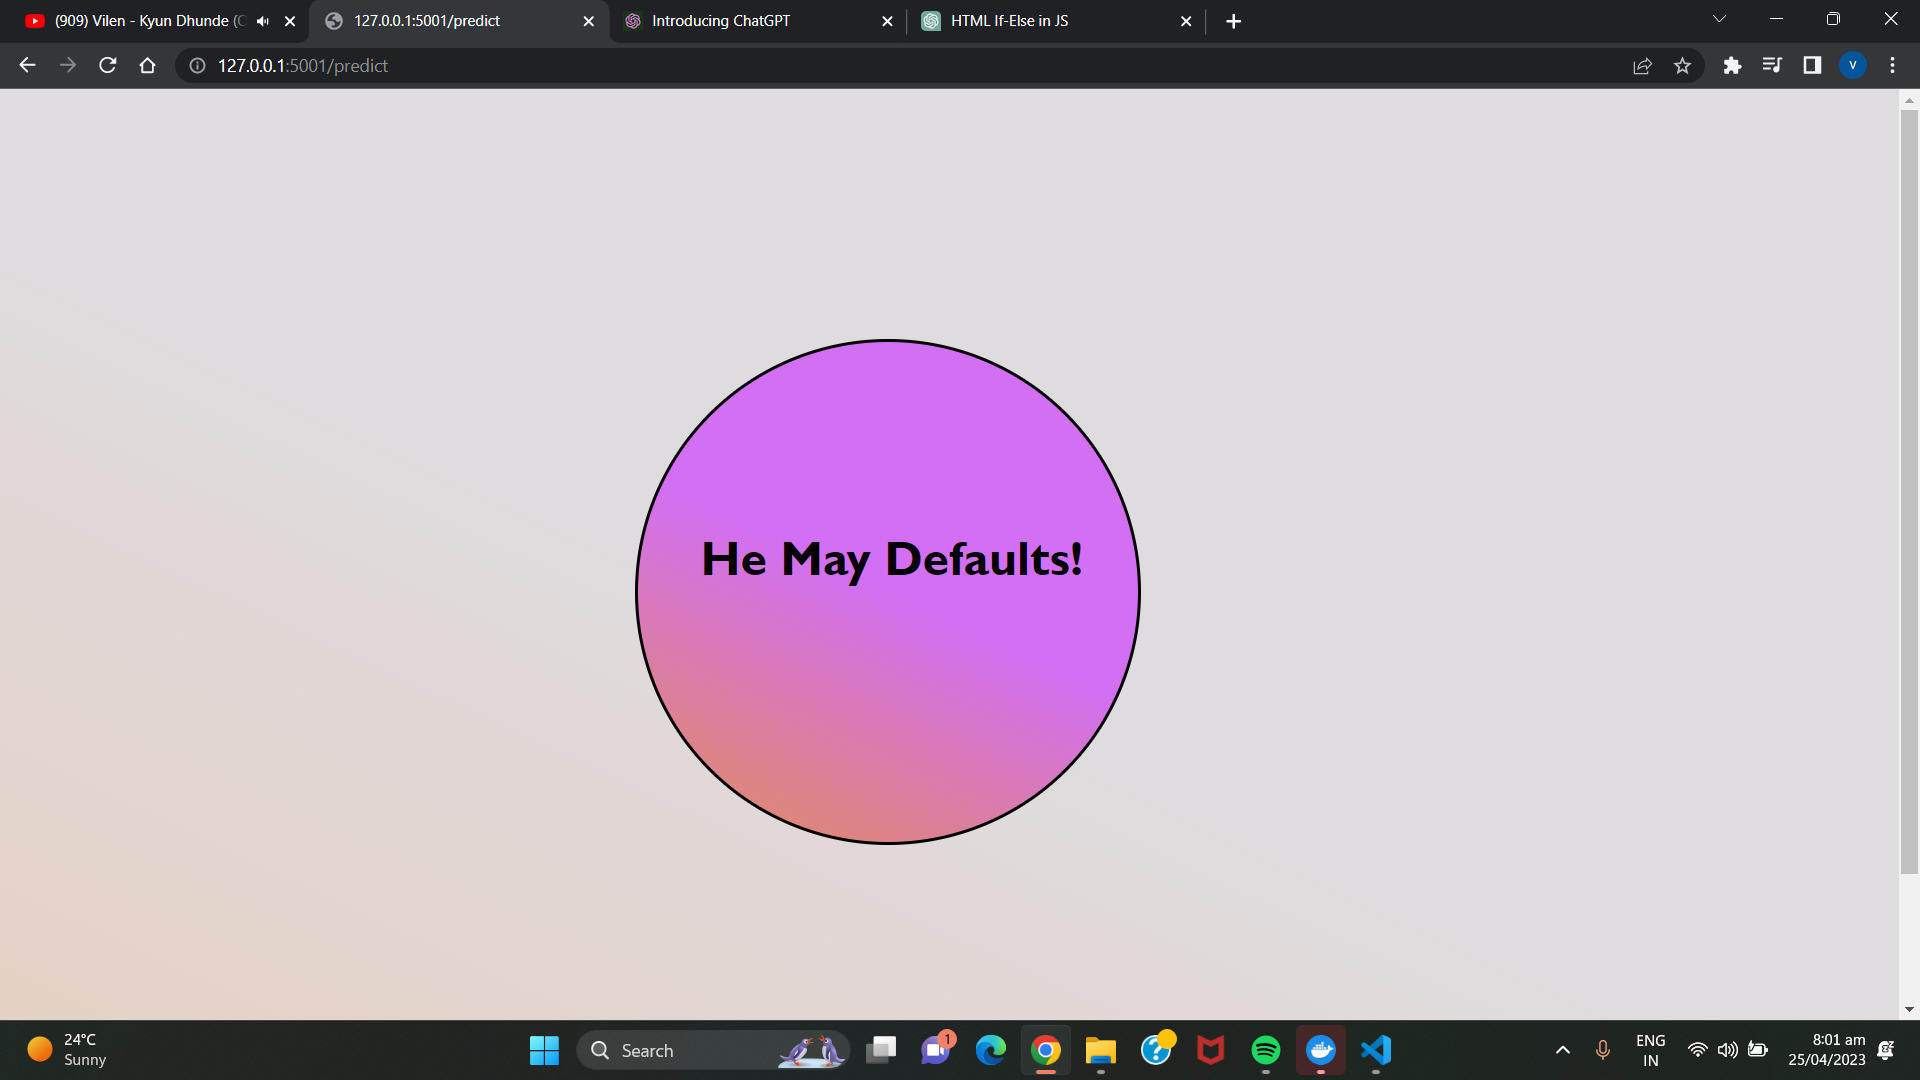 (909) Vilen - Kyun Dhunde (
127.0.0.1:5001/predict
Introducing ChatGPT
HTML If-Else in JS
127.0.0.1:5001/predict
V
He May Defaults!
24°C
Sunny
Search
1
ENG
IN
8:01 am
25/04/2023